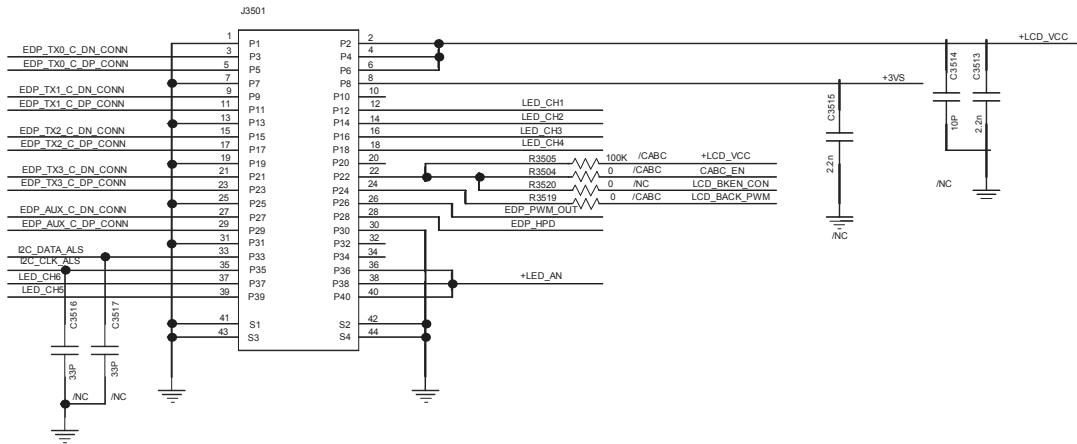 J3501
1 P1 P2 2 +LCD_VCC
EDP_TX0_C_DN_CONN 3 P3 P4 4
EDP_TX0_C_DP_CONN 5 P5 P6 6
7 P7 P8 8 +3VS
EDP_TX1_C_DN_CONN 9 P9 P10 10
EDP_TX1_C_DP_CONN 11 P11 P12 12 LED_CH1
13 P13 P14 14 LED_CH2
EDP_TX2_C_DN_CONN 15 P15 P16 16 LED_CH3
EDP_TX2_C_DP_CONN 17 P17 P18 18 LED_CH4
19 P19 P20 20 R3505 100K /CABC +LCD_VCC
EDP_TX3_C_DN_CONN 21 P21 P22 22 R3504 0 /CABC CABC_EN
EDP_TX3_C_DP_CONN 23 P23 P24 24 R3520 0 /NC LCD_BKEN_CON
25 P25 P26 26 R3519 0 /CABC LCD_BACK_PWM
EDP_AUX_C_DN_CONN 27 P27 P28 28 EDP_PWM_OUT
EDP_AUX_C_DP_CONN 29 P29 P30 30 EDP_HPD
31 P31 P32 32
I2C_DATA_ALS 33 P33 P34 34
I2C_CLK_ALS 35 P35 P36 36
LED_CH6 37 P37 P38 38 +LED_AN
LED_CH5 39 P39 P40 40
41 S1 S2 42
43 S3 S4 44
C3516 33P /NC
C3517 33P /NC
C3515 2.2n /NC
C3514 10P /NC
C3513 2.2n